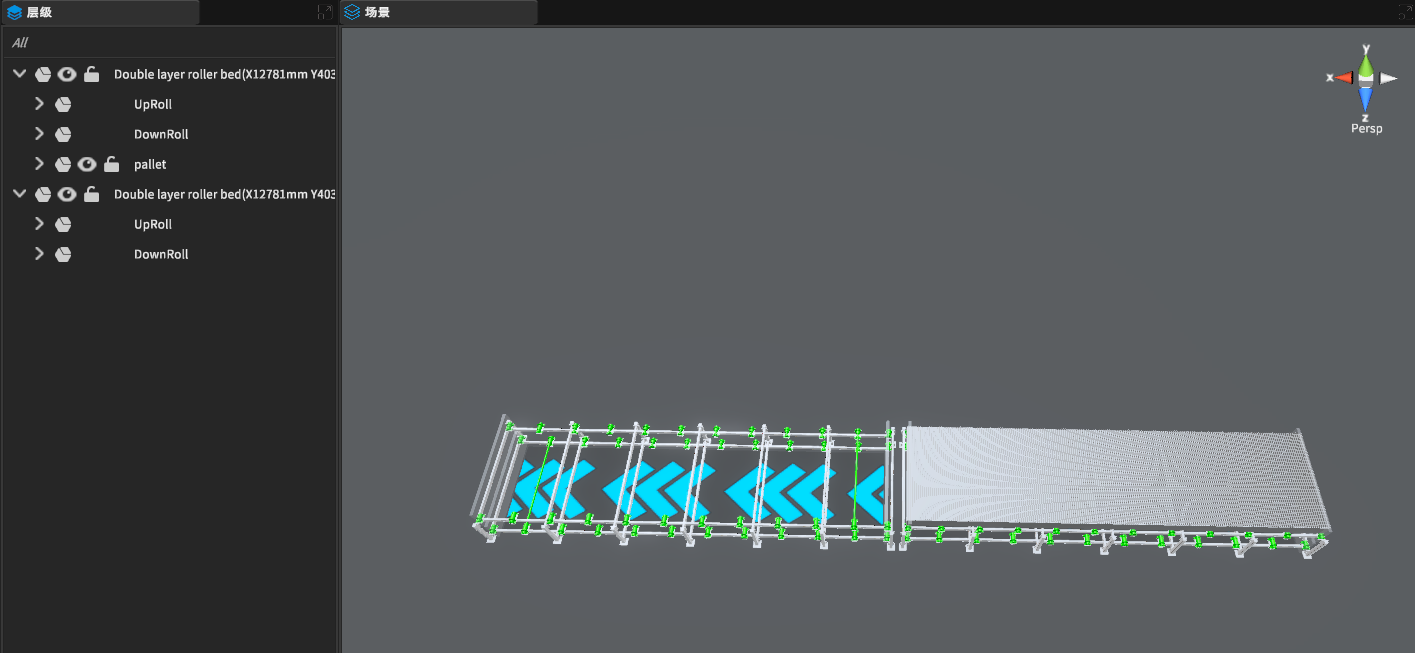 层级
场景
All
Double layer roller bed(X12781mm Y403
UpRoll
DownRoll
pallet
Double layer roller bed(X12781mm Y403
UpRoll
DownRoll
y
x
z
Persp